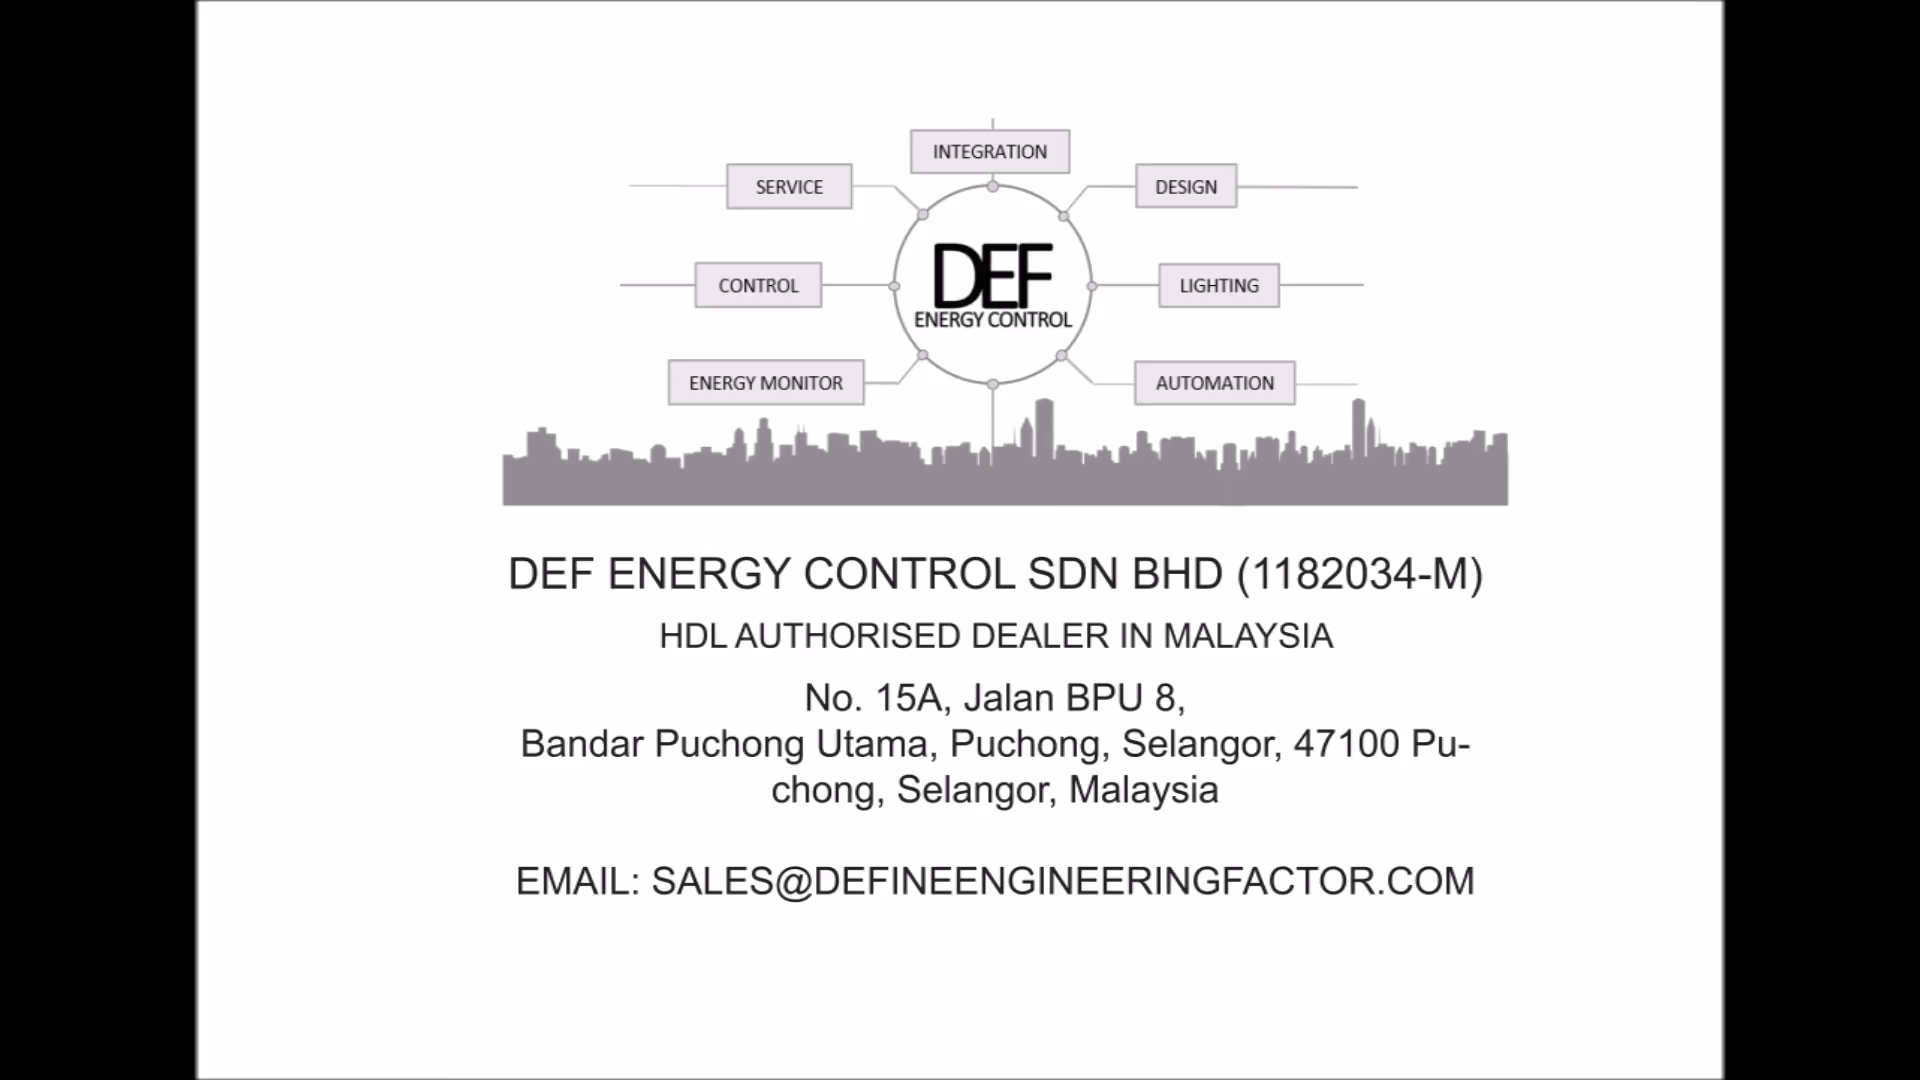 INTEGRATION
SERVICE
DESIGN
DEF
ENERGY CONTROL
CONTROL
LIGHTING
ENERGY MONITOR
AUTOMATION
DEF ENERGY CONTROL SDN BHD (1182034-M)
HDL AUTHORISED DEALER IN MALAYSIA
No. 15A, Jalan BPU 8,
Bandar Puchong Utama, Puchong, Selangor, 47100 Pu-
chong, Selangor, Malaysia
EMAIL: SALES@DEFINEENGINEERINGFACTOR.COM